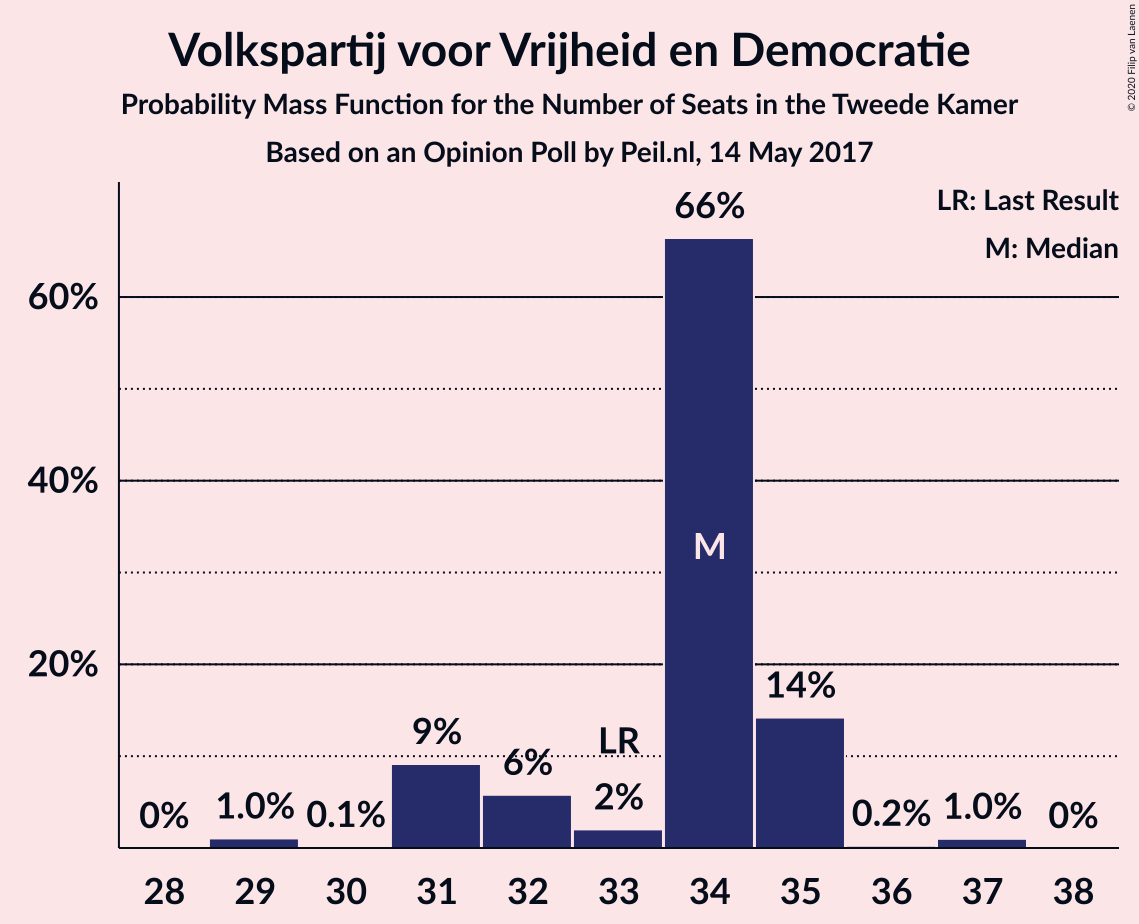 Volkspartij voor Vrijheid en Democratie
Probability Mass Function for the Number of Seats in the Tweede Kamer
Based on an Opinion Poll by Peil.nl, 14 May 2017
© 2020 Filip van Laenen
LR: Last Result
M: Median
60%
40%
20%
0%
1.0%
0.1%
9%
6%
LR
2%
66%
M
14%
0.2%
1.0%
0%
28 29 30 31 32 33 34 35 36 37 38